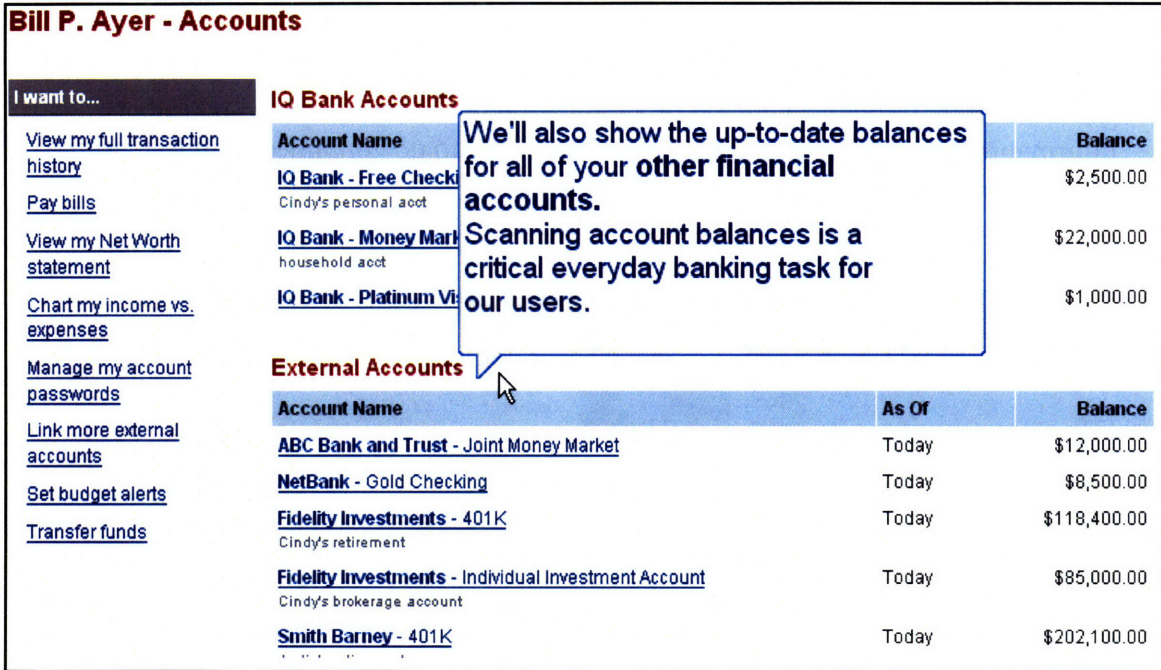 Bill P. Ayer - Accounts
I want to...
View my full transaction
history
Pay bills
View my Net Worth
statement
Chart my income vs.
expenses
Manage my account
passwords
Link more external
accounts
Set budget alerts
Transfer funds
IQ Bank Accounts
Account Name Balance
IQ Bank - Free Checki $2,500.00
Cindy's personal acct
IQ Bank - Money Mark $22,000.00
household acct
IQ Bank - Platinum Vi $1,000.00
We'll also show the up-to-date balances
for all of your other financial
accounts.
Scanning account balances is a
critical everyday banking task for
our users.
External Accounts
Account Name As Of Balance
ABC Bank and Trust - Joint Money Market Today $12,000.00
NetBank - Gold Checking Today $8,500.00
Fidelity Investments - 401K Today $118,400.00
Cindy's retirement
Fidelity Investments - Individual Investment Account Today $85,000.00
Cindy's brokerage account
Smith Barney - 401K Today $202,100.00